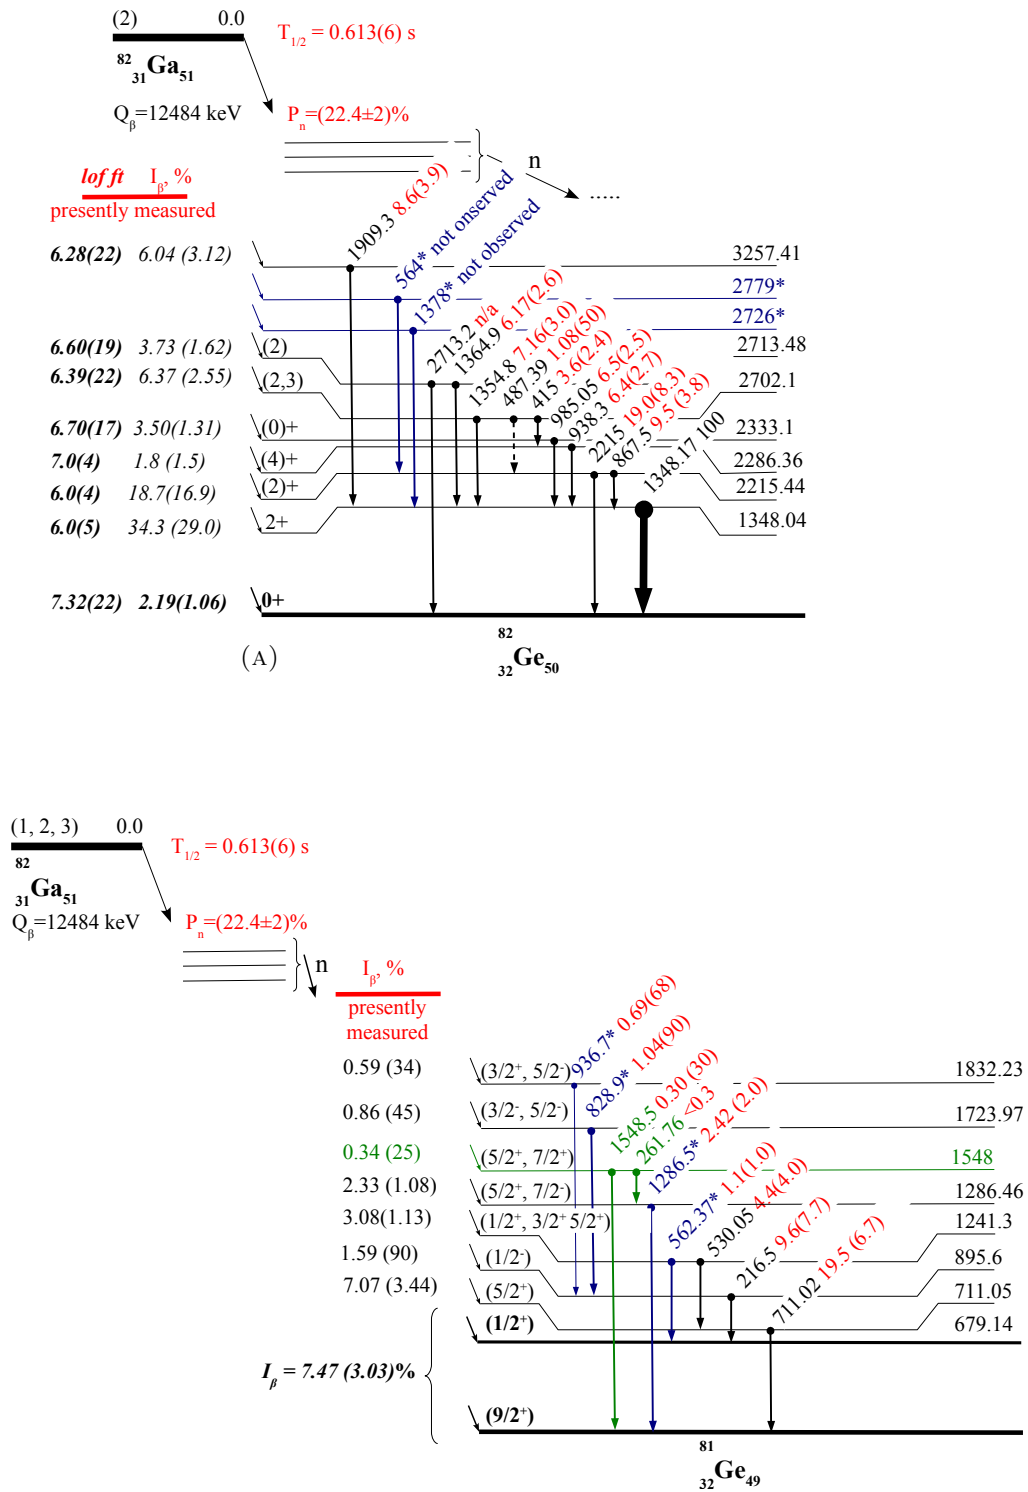 (2) 0.0
T1/2 = 0.613(6) s
82 31Ga51
Qβ=12484 keV
Pn=(22.4±2)%
n
.....
lof ft Iβ, %
presently measured
1909.3 8.6(3.9)
564* not onserved
1378* not observed
2713.2 n/a
1364.9 6.17(2.6)
1354.8 7.16(3.0)
487.39 1.08(50)
415 3.6(2.4)
985.05 6.5(2.5)
938.3 6.4(2.7)
2215 19.0(8.3)
867.5 9.5 (3.8)
1348.17 100
6.28(22) 6.04 (3.12) 3257.41
2779*
2726*
6.60(19) 3.73 (1.62) (2) 2713.48
6.39(22) 6.37 (2.55) (2,3) 2702.1
6.70(17) 3.50(1.31) (0)+ 2333.1
7.0(4) 1.8 (1.5) (4)+ 2286.36
6.0(4) 18.7(16.9) (2)+ 2215.44
6.0(5) 34.3 (29.0) 2+ 1348.04
7.32(22) 2.19(1.06) 0+
82 32Ge50
(A)
(1, 2, 3) 0.0
T1/2 = 0.613(6) s
82 31Ga51
Qβ=12484 keV
Pn=(22.4±2)%
n
Iβ, %
presently
measured
936.7* 0.69(68)
828.9* 1.04(90)
1548.5 0.30 (30)
261.76 <0.3
1286.5* 2.42 (2.0)
562.37* 1.1(1.0)
530.05 4.4(4.0)
216.5 9.6(7.7)
711.02 19.5 (6.7)
0.59 (34) (3/2+, 5/2-) 1832.23
0.86 (45) (3/2-, 5/2-) 1723.97
0.34 (25) (5/2+, 7/2+) 1548
2.33 (1.08) (5/2+, 7/2-) 1286.46
3.08(1.13) (1/2+, 3/2+ 5/2+) 1241.3
1.59 (90) (1/2-) 895.6
7.07 (3.44) (5/2+) 711.05
(1/2+) 679.14
Iβ = 7.47 (3.03)%
(9/2+)
81 32Ge49